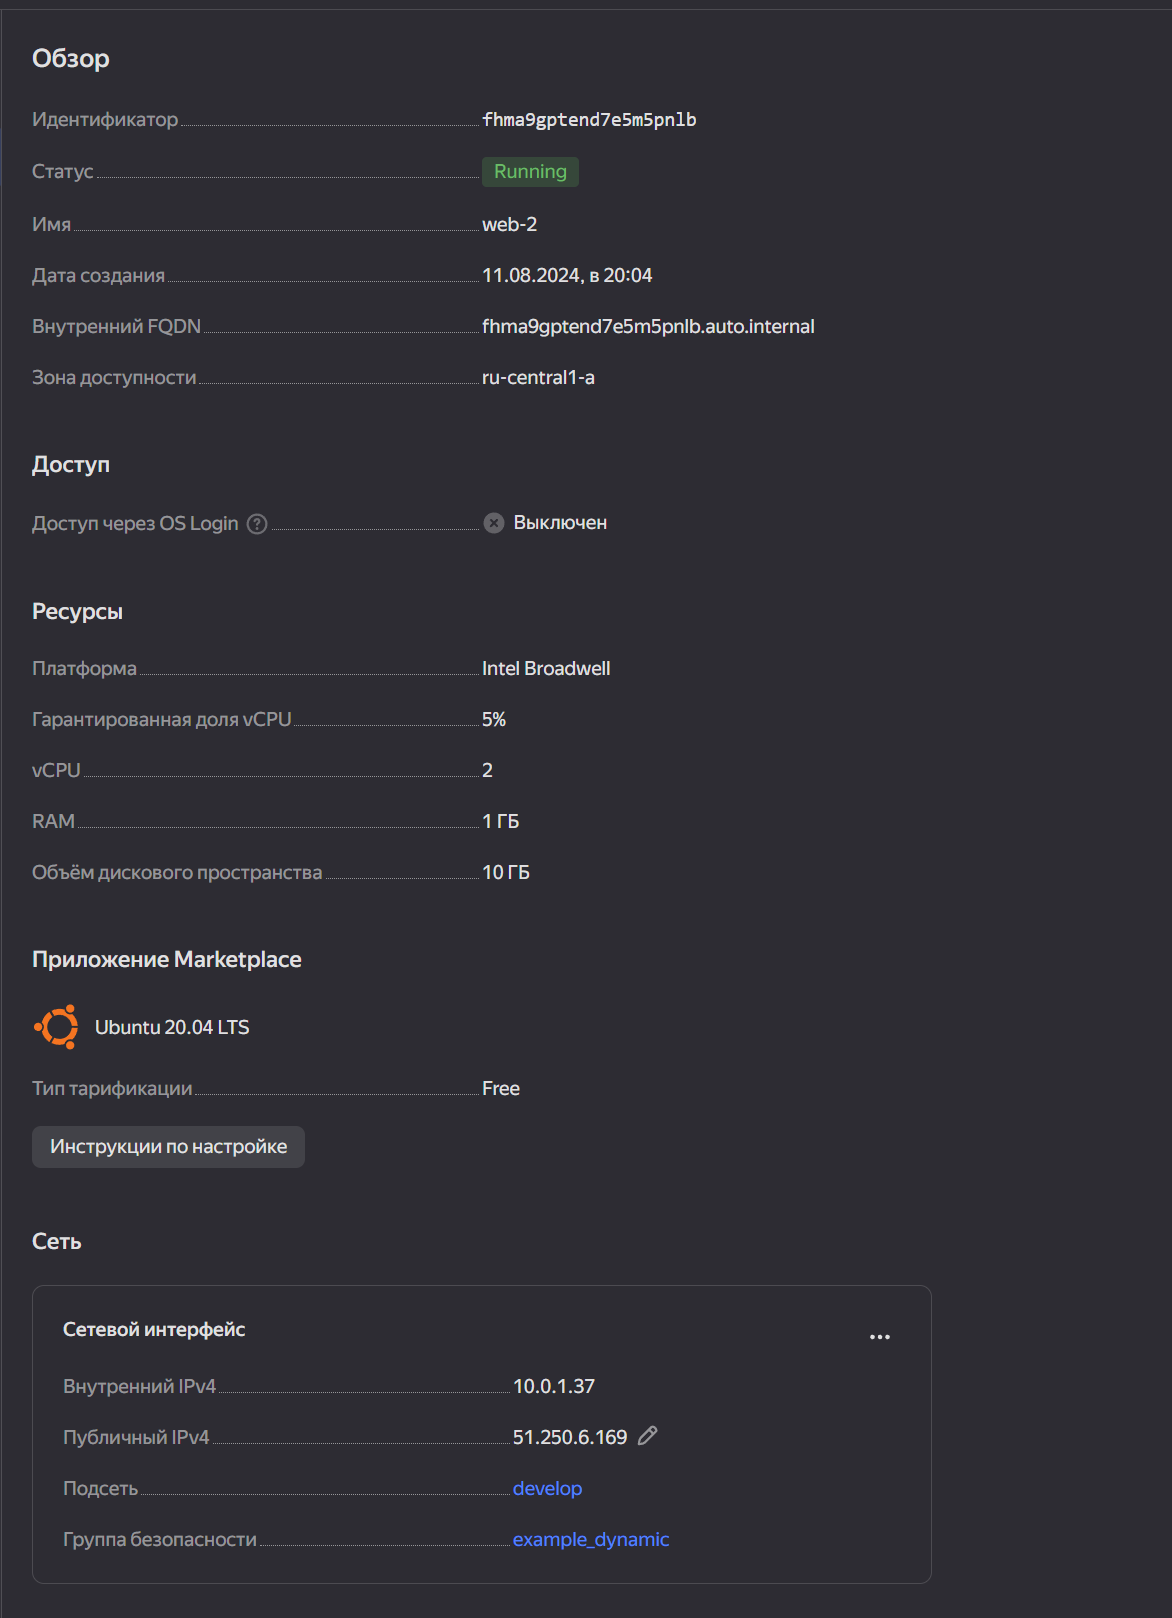 Обзор
Идентификатор fhma9gptend7e5m5pnlb
Статус Running
Имя web-2
Дата создания 11.08.2024, в 20:04
Внутренний FQDN fhma9gptend7e5m5pnlb.auto.internal
Зона доступности ru-central1-a
Доступ
Доступ через OS Login ? Выключен
Ресурсы
Платформа Intel Broadwell
Гарантированная доля vCPU 5%
vCPU 2
RAM 1 ГБ
Объём дискового пространства 10 ГБ
Приложение Marketplace
Ubuntu 20.04 LTS
Тип тарификации Free
Инструкции по настройке
Сеть
Сетевой интерфейс
Внутренний IPv4 10.0.1.37
Публичный IPv4 51.250.6.169
Подсеть develop
Группа безопасности example_dynamic